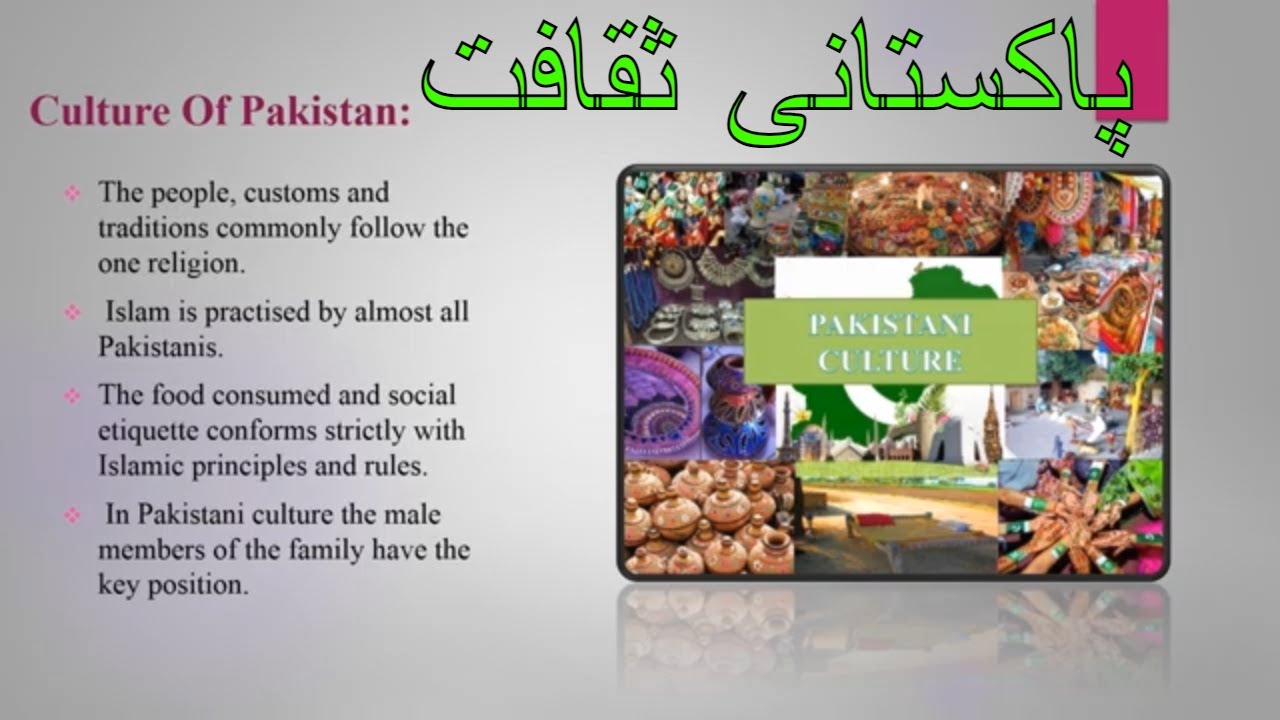 پاکستانی ثقافت
Culture Of Pakistan:
The people, customs and
traditions commonly follow the
one religion.
Islam is practised by almost all
Pakistanis.
The food consumed and social
etiquette conforms strictly with
Islamic principles and rules.
In Pakistani culture the male
members of the family have the
key position.
PAKISTANI
CULTURE